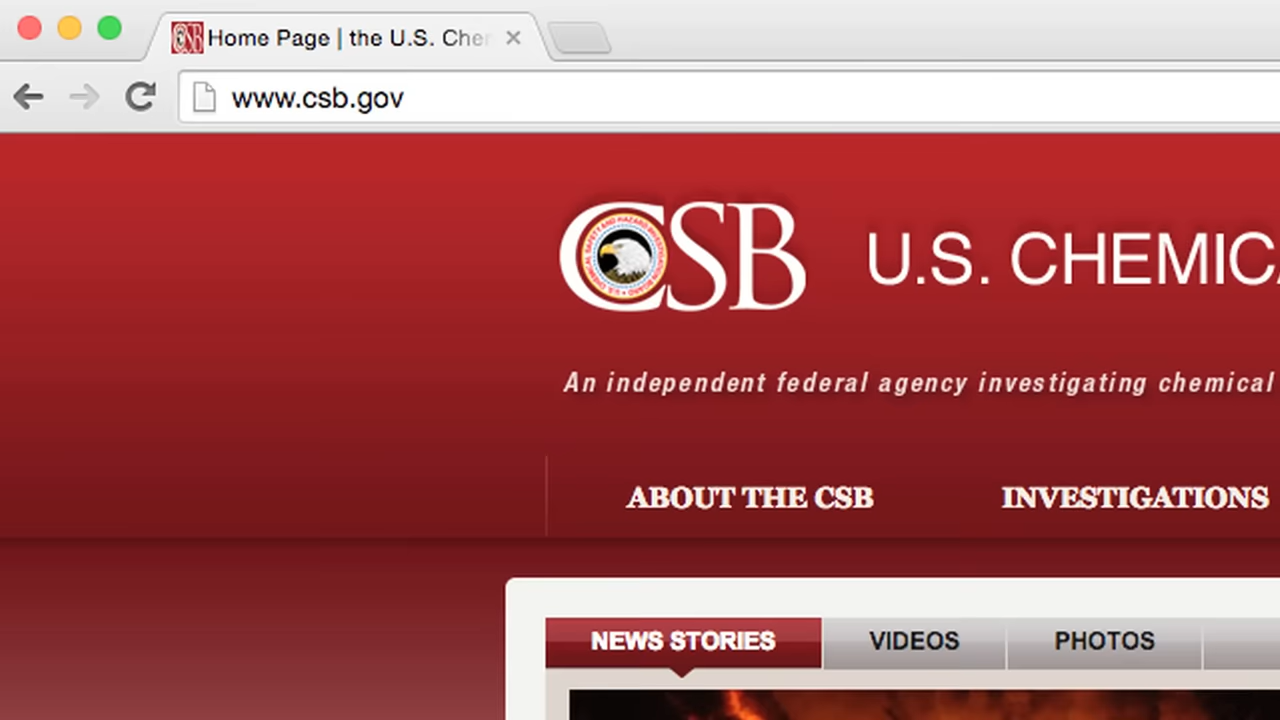 Home Page | the U.S. Cher
www.csb.gov
CSB
U.S. CHEMICA
An independent federal agency investigating chemical
ABOUT THE CSB
INVESTIGATIONS
NEWS STORIES
VIDEOS
PHOTOS